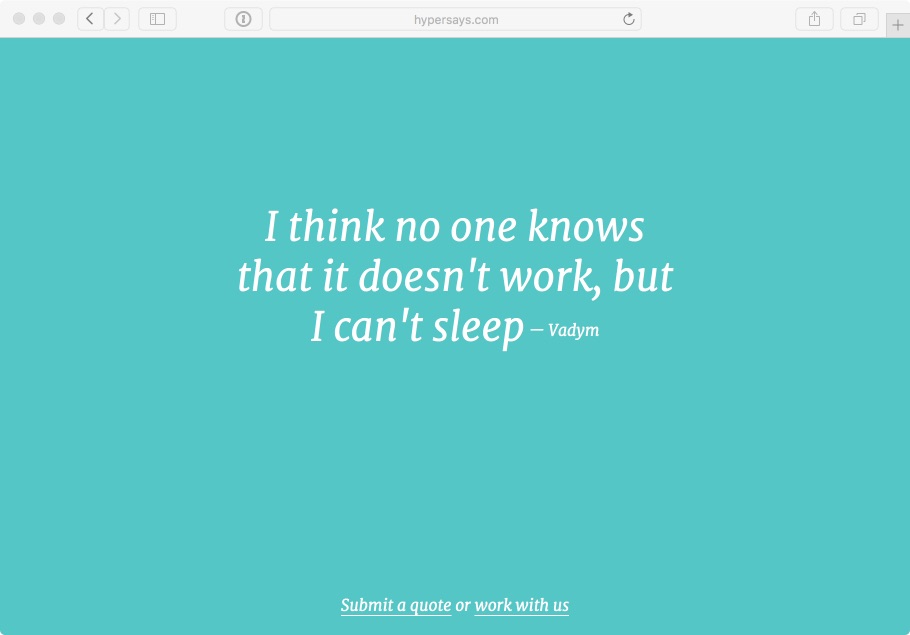 hypersays.com
I think no one knows
that it doesn't work, but
I can't sleep – Vadym
Submit a quote or work with us